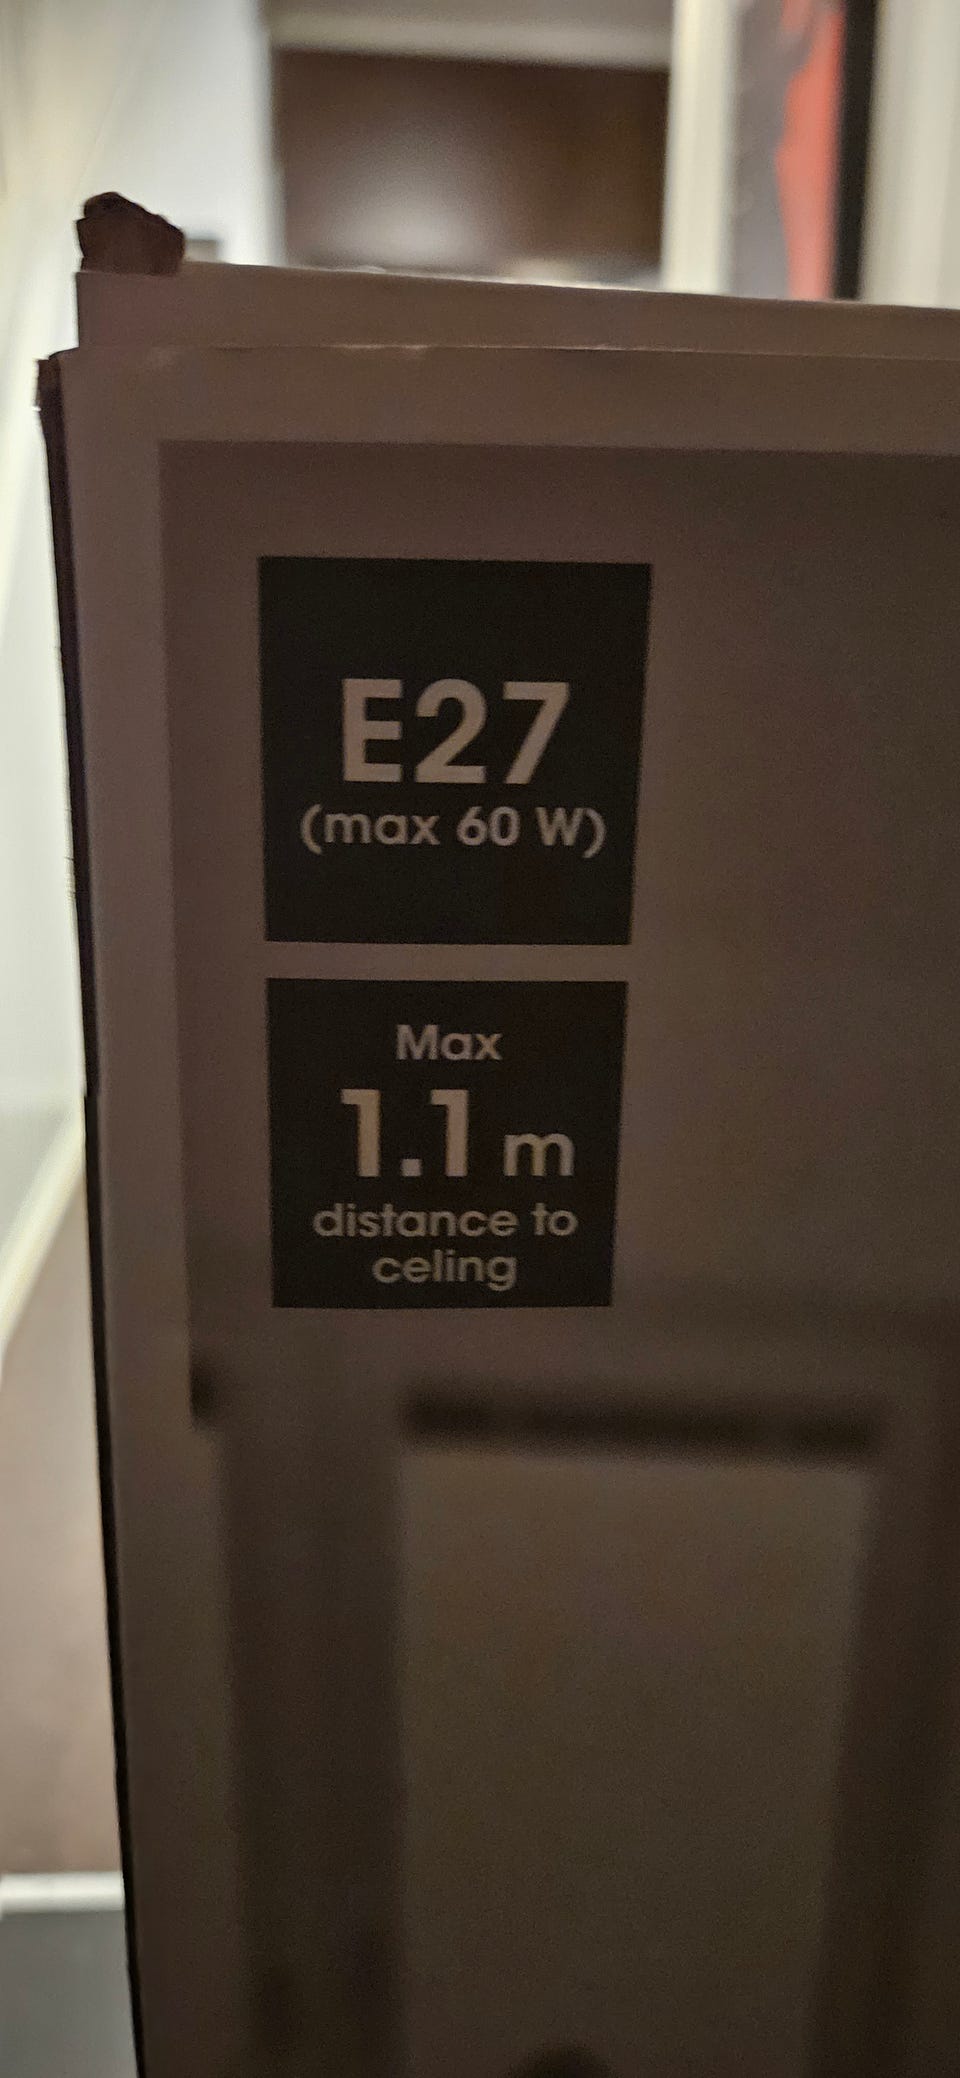 E27
(max 60 W)
Max
1.1 m
distance to
celing